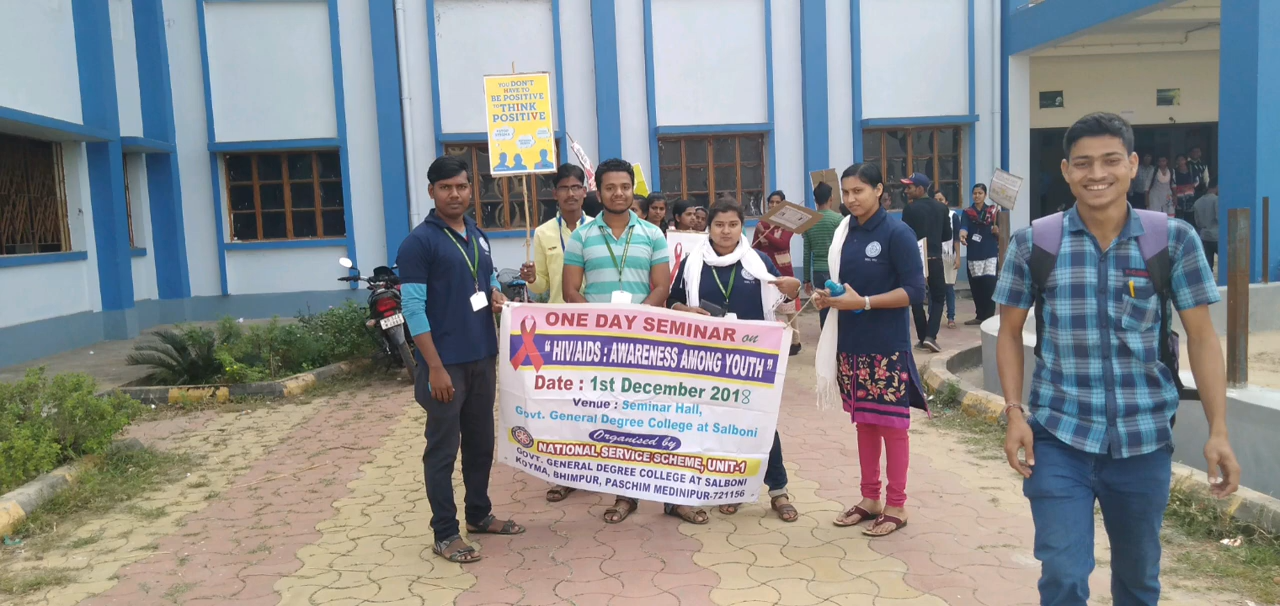 YOU DON'T
HAVE TO
BE POSITIVE
TO THINK
POSITIVE
ONE DAY SEMINAR on
" HIV/AIDS : AWARENESS AMONG YOUTH "
Date : 1st December 2018
Venue : Seminar Hall,
Govt. General Degree College at Salboni
Organised by
NATIONAL SERVICE SCHEME, UNIT-1
GOVT. GENERAL DEGREE COLLEGE AT SALBONI
KOYMA, BHIMPUR, PASCHIM MEDINIPUR-721156